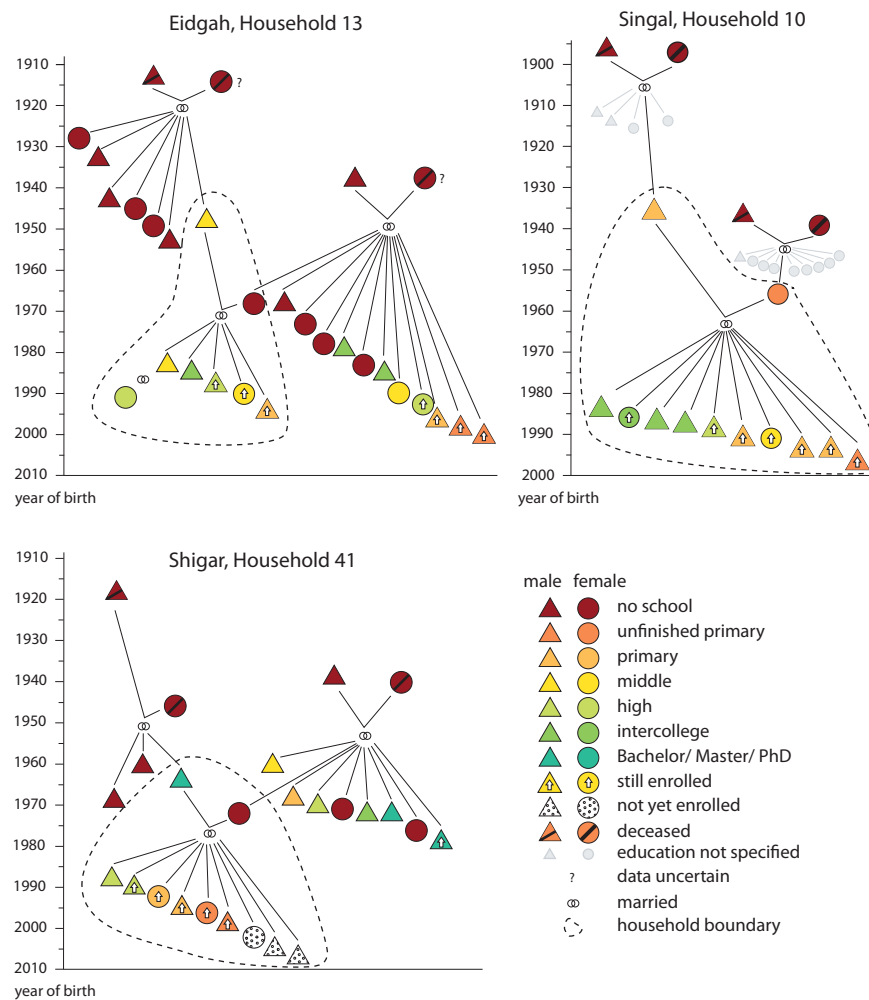 Eidgah, Household 13
1910
1920
1930
1940
1950
1960
1970
1980
1990
2000
2010
year of birth
?
?
Singal, Household 10
1900
1910
1920
1930
1940
1950
1960
1970
1980
1990
2000
year of birth
Shigar, Household 41
1910
1920
1930
1940
1950
1960
1970
1980
1990
2000
2010
year of birth
male female
no school
unfinished primary
primary
middle
high
intercollege
Bachelor/ Master/ PhD
still enrolled
not yet enrolled
deceased
education not specified
? data uncertain
married
household boundary